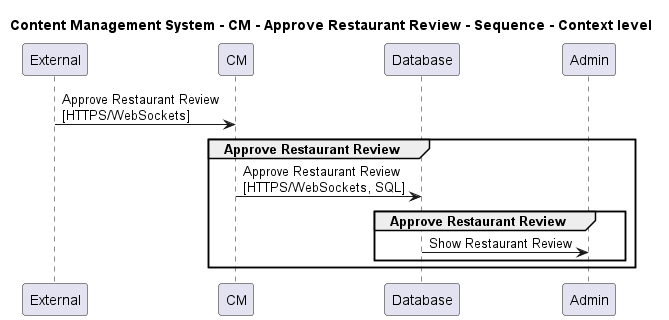 Content Management System - CM - Approve Restaurant Review - Sequence - Context level
External
CM
Database
Admin
Approve Restaurant Review
[HTTPS/WebSockets]
Approve Restaurant Review
Approve Restaurant Review
[HTTPS/WebSockets, SQL]
Approve Restaurant Review
Show Restaurant Review
External
CM
Database
Admin